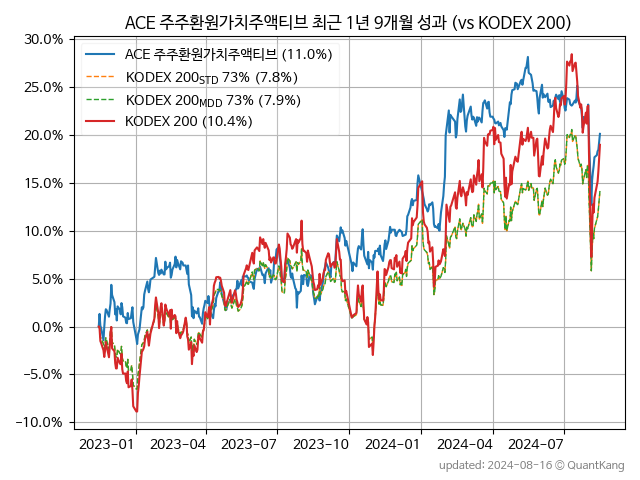 ACE 주주환원가치주액티브 최근 1년 9개월 성과 (vs KODEX 200)
30.0%
25.0%
20.0%
15.0%
10.0%
5.0%
0.0%
−5.0%
−10.0%
ACE 주주환원가치주액티브 (11.0%)
KODEX 200STD 73% (7.8%)
KODEX 200MDD 73% (7.9%)
KODEX 200 (10.4%)
2023−01 2023−04 2023−07 2023−10 2024−01 2024−04 2024−07
updated: 2024-08-16 © QuantKang